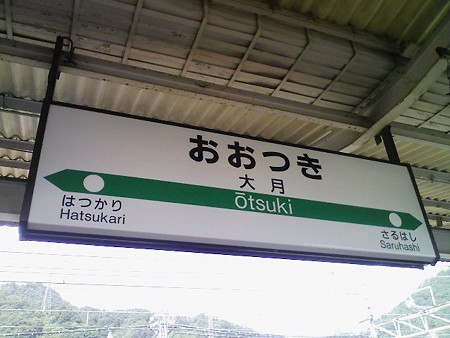 おおつき
大月
Ōtsuki
はつかり
Hatsukari
さるはし
Saruhashi